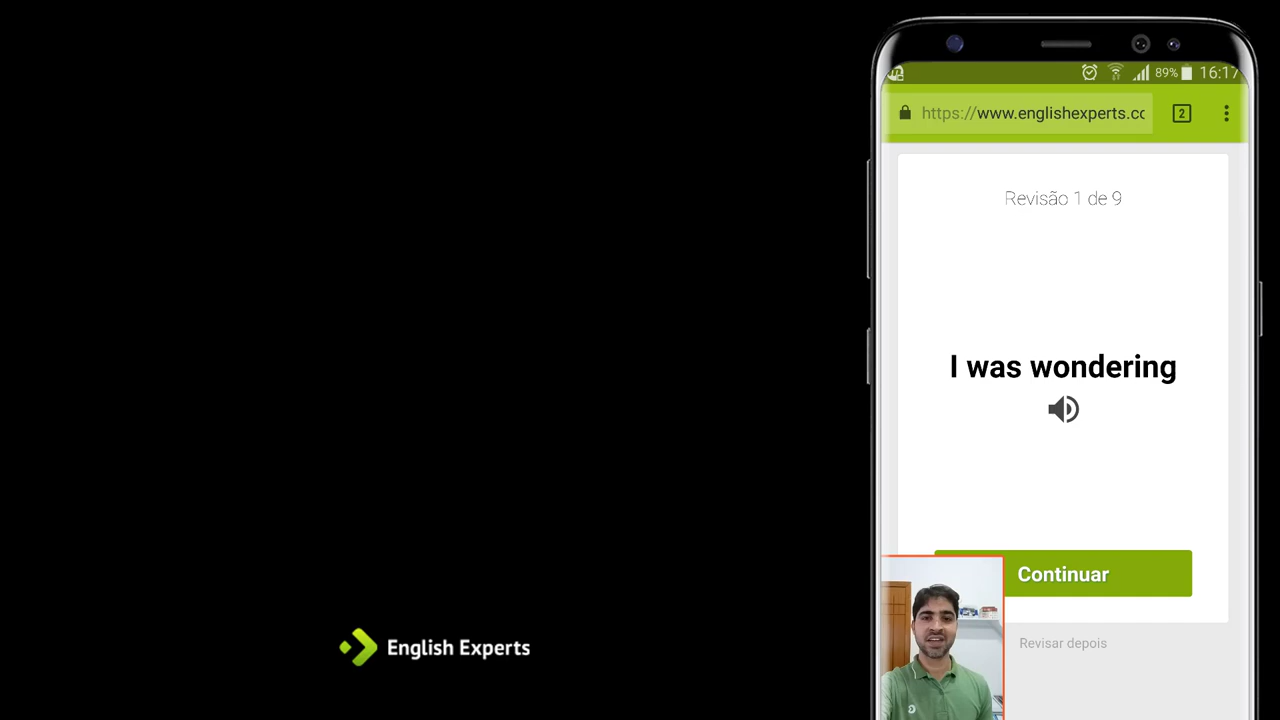 89% 16:17
https://www.englishexperts.cc
2
Revisão 1 de 9
I was wondering
Continuar
Revisar depois
English Experts